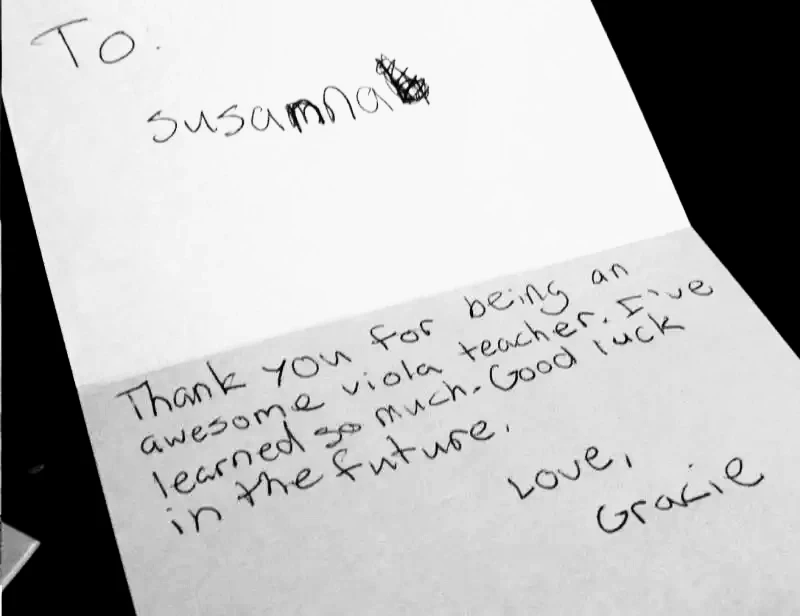 To.
susanna
Thank you for being an
awesome viola teacher. I've
learned so much. Good luck
in the future.
Love,
Gracie